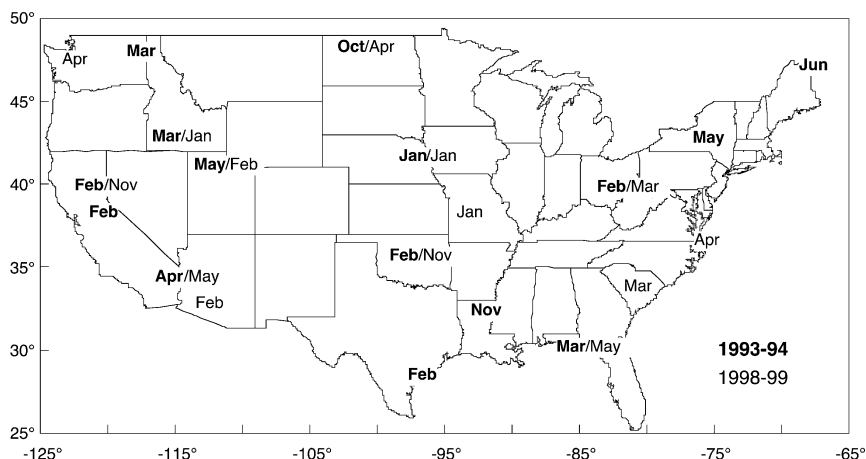 50°
Apr
Mar
Oct/Apr
Jun
45°
Mar/Jan
May
May/Feb
Jan/Jan
40°
Feb/Nov
Feb/Mar
Feb
Jan
Apr
Feb/Nov
35°
Apr/May
Feb
Mar
Nov
30°
Mar/May
1993-94
Feb
1998-99
25°
-125° -115° -105° -95° -85° -75° -65°